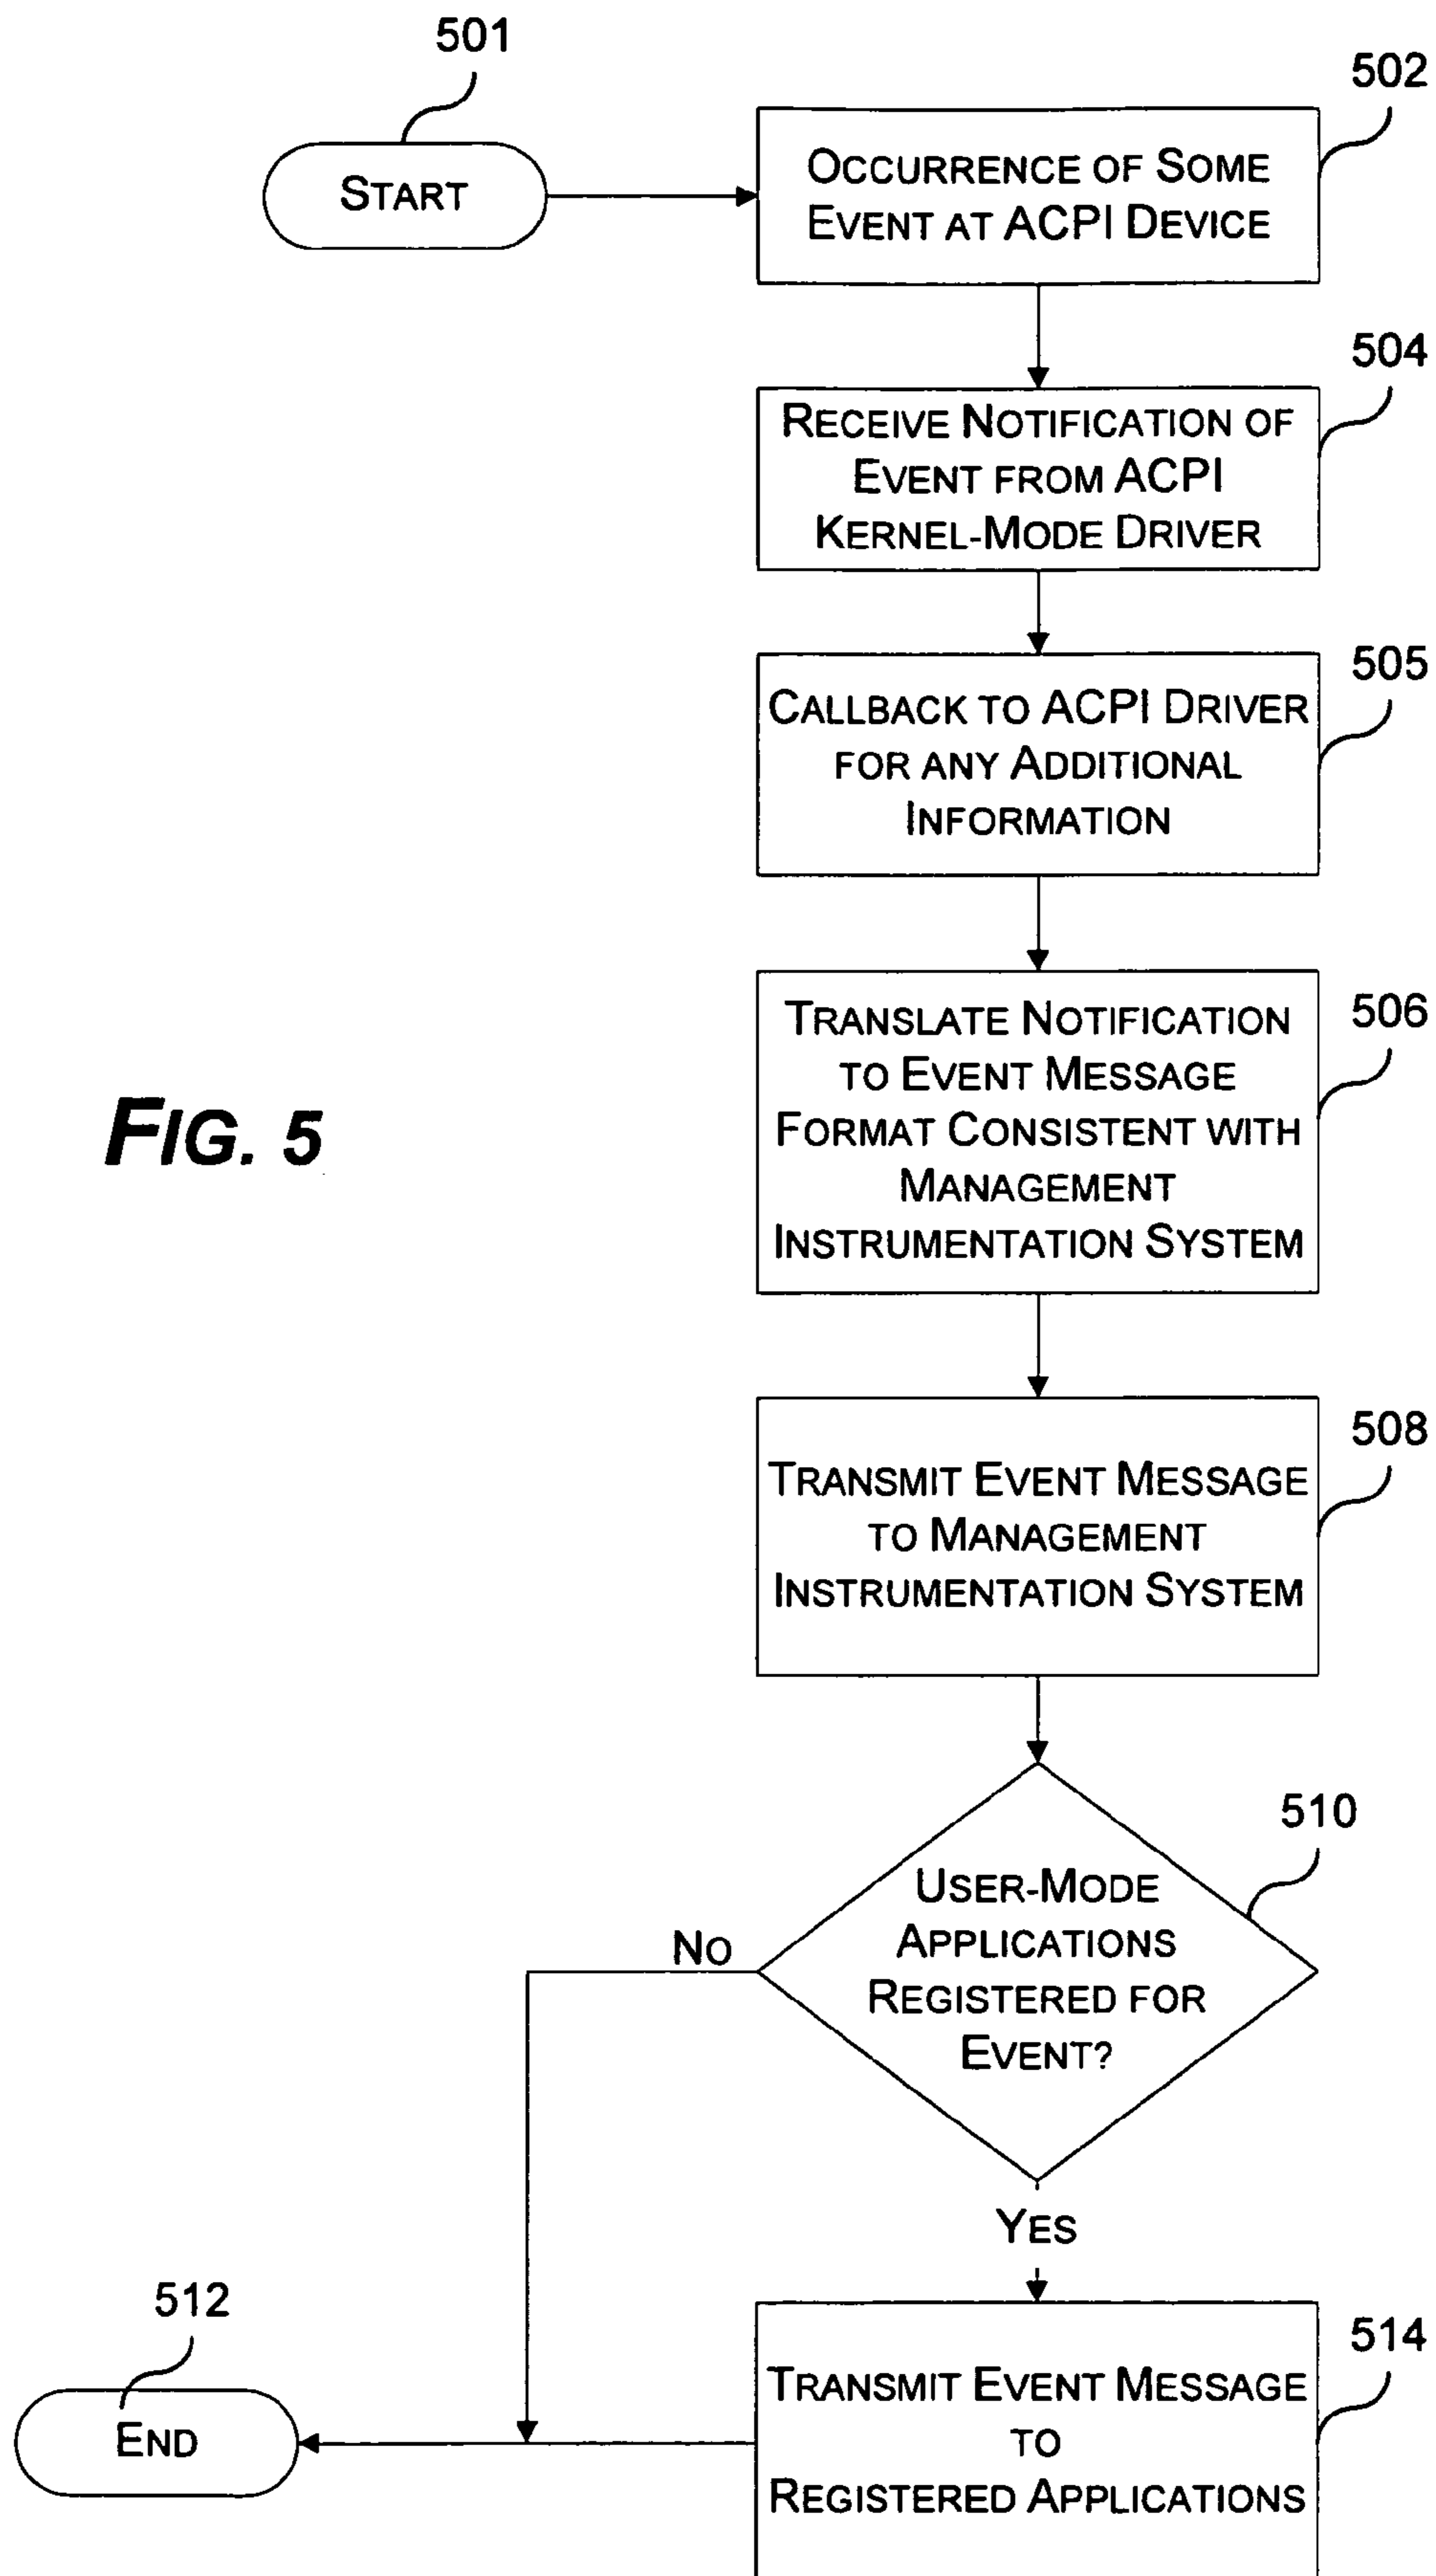 501
START
502
OCCURRENCE OF SOME
EVENT AT ACPI DEVICE
504
RECEIVE NOTIFICATION OF
EVENT FROM ACPI
KERNEL-MODE DRIVER
505
CALLBACK TO ACPI DRIVER
FOR ANY ADDITIONAL
INFORMATION
506
TRANSLATE NOTIFICATION
TO EVENT MESSAGE
FORMAT CONSISTENT WITH
MANAGEMENT
INSTRUMENTATION SYSTEM
FIG. 5
508
TRANSMIT EVENT MESSAGE
TO MANAGEMENT
INSTRUMENTATION SYSTEM
510
USER-MODE
APPLICATIONS
REGISTERED FOR
EVENT?
NO
YES
512
END
514
TRANSMIT EVENT MESSAGE
TO
REGISTERED APPLICATIONS